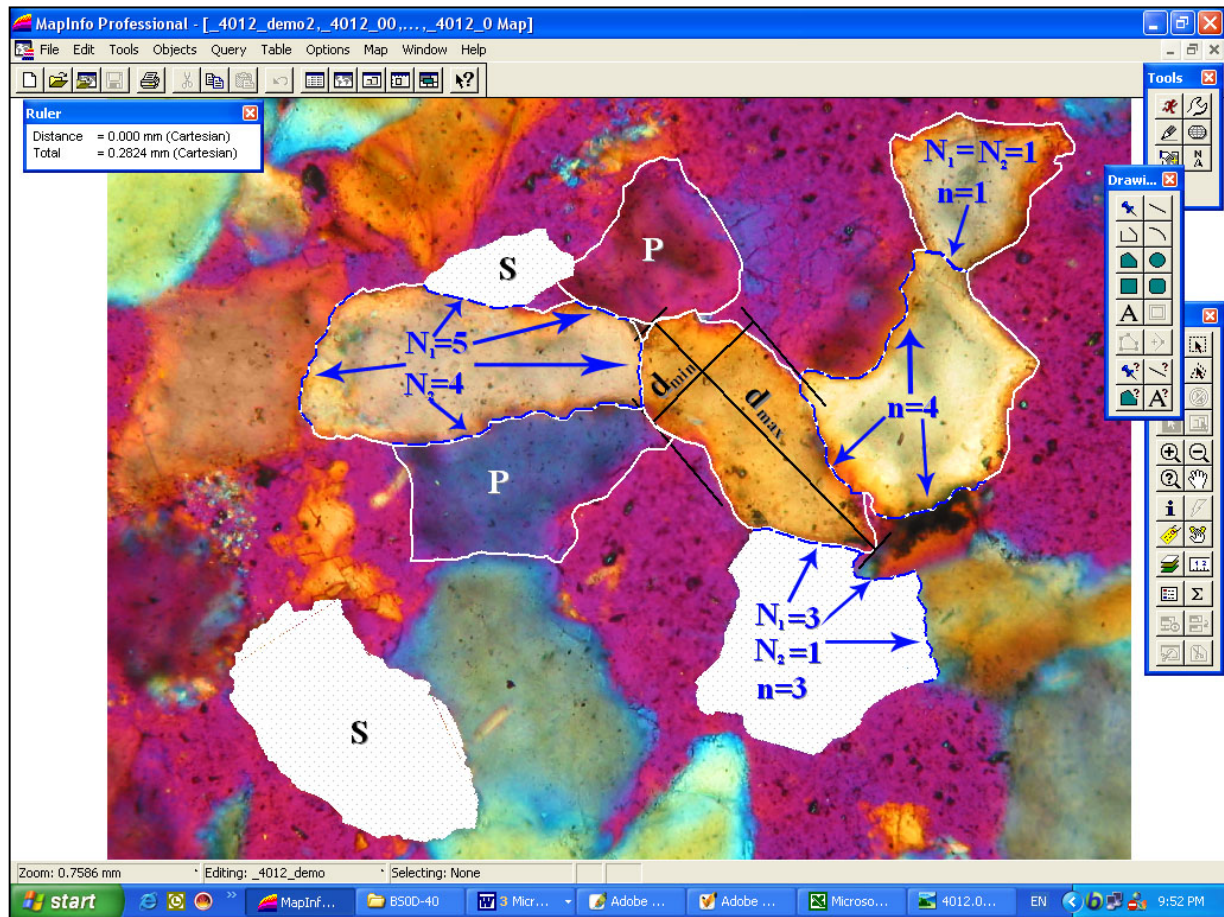 MapInfo Professional - [_4012_demo2,_4012_00,...,_4012_0 Map]
File Edit Tools Objects Query Table Options Map Window Help
Ruler
Distance = 0.000 mm (Cartesian)
Total = 0.2824 mm (Cartesian)
Tools
N₁=N₂=1
n=1
Drawi...
P
S
N₁=5
N₂=4
dmin
dmax
n=4
P
N₁=3
N₂=1
n=3
S
Zoom: 0.7586 mm Editing: _4012_demo Selecting: None
start MapInf... BS0D-40 3 Micr... Adobe ... Adobe ... Microso... 4012.0... EN 9:52 PM